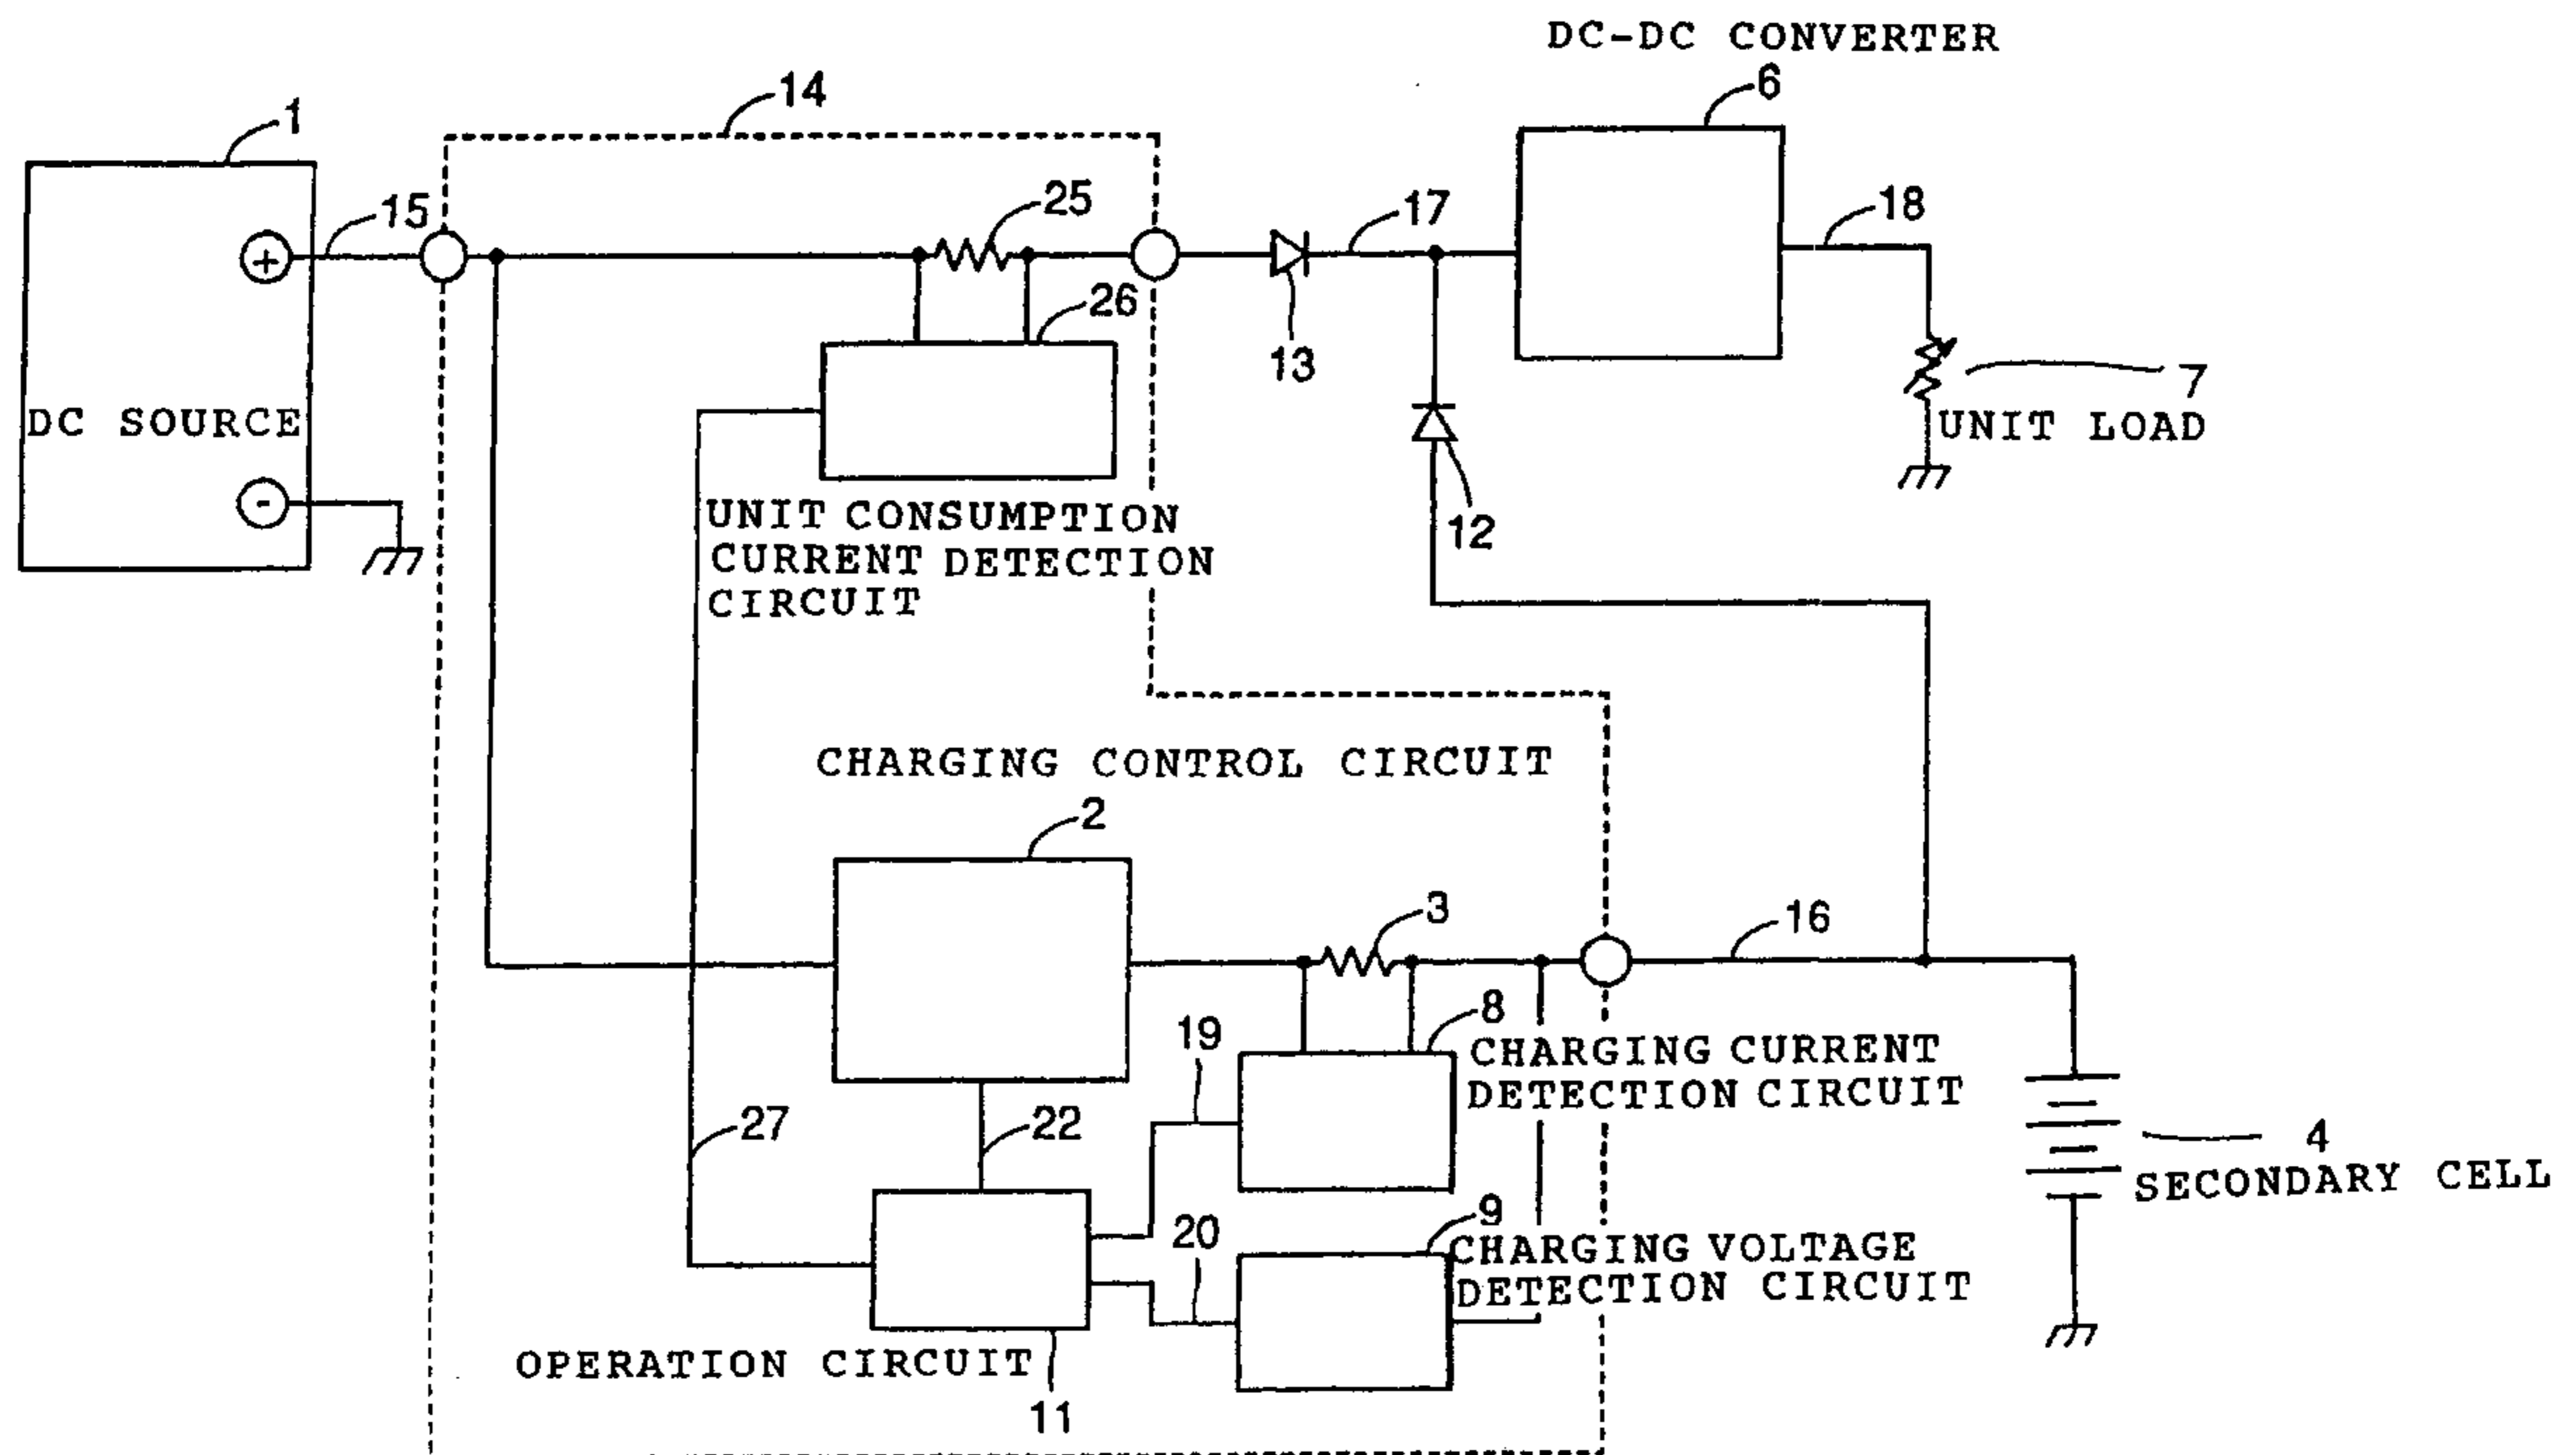 DC-DC CONVERTER
6
14
1
15
25
17
18
+
26
13
7
DC SOURCE
UNIT LOAD
-
UNIT CONSUMPTION
CURRENT DETECTION
CIRCUIT
12
CHARGING CONTROL CIRCUIT
2
3
16
8
19
CHARGING CURRENT
DETECTION CIRCUIT
27
22
4
SECONDARY CELL
9
20
CHARGING VOLTAGE
DETECTION CIRCUIT
OPERATION CIRCUIT
11